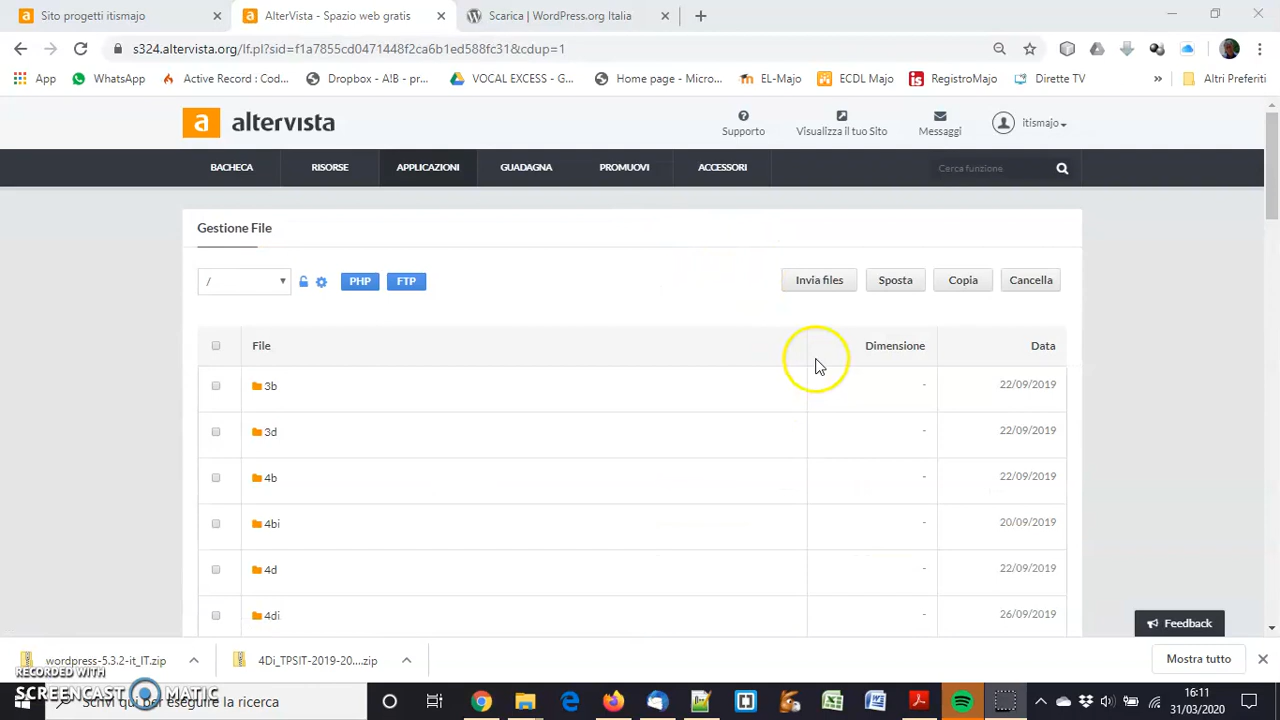 Sito progetti itismajo
AlterVista - Spazio web gratis
Scarica | WordPress.org Italia
s324.altervista.org/lf.pl?sid=f1a7855cd0471448f2ca6b1ed588fc31&cdup=1
App
WhatsApp
Active Record : Cod...
Dropbox - AIB - pr...
VOCAL EXCESS - G...
Home page - Micro...
EL-Majo
ECDL Majo
RegistroMajo
Dirette TV
»
Altri Preferiti
a altervista
Supporto
Visualizza il tuo Sito
Messaggi
itismajo
BACHECA
RISORSE
APPLICAZIONI
GUADAGNA
PROMUOVI
ACCESSORI
Cerca funzione
Gestione File
/
PHP
FTP
Invia files
Sposta
Copia
Cancella
File
Dimensione
Data
3b - 22/09/2019
3d - 22/09/2019
4b - 22/09/2019
4bi - 20/09/2019
4d - 22/09/2019
4di - 26/09/2019
Feedback
wordpress-5.3.2-it_IT.zip
4Di_TPSIT-2019-20....zip
Mostra tutto
RECORDED WITH
SCREENCAST MATIC
Scrivi qui per eseguire la ricerca
16:11
31/03/2020